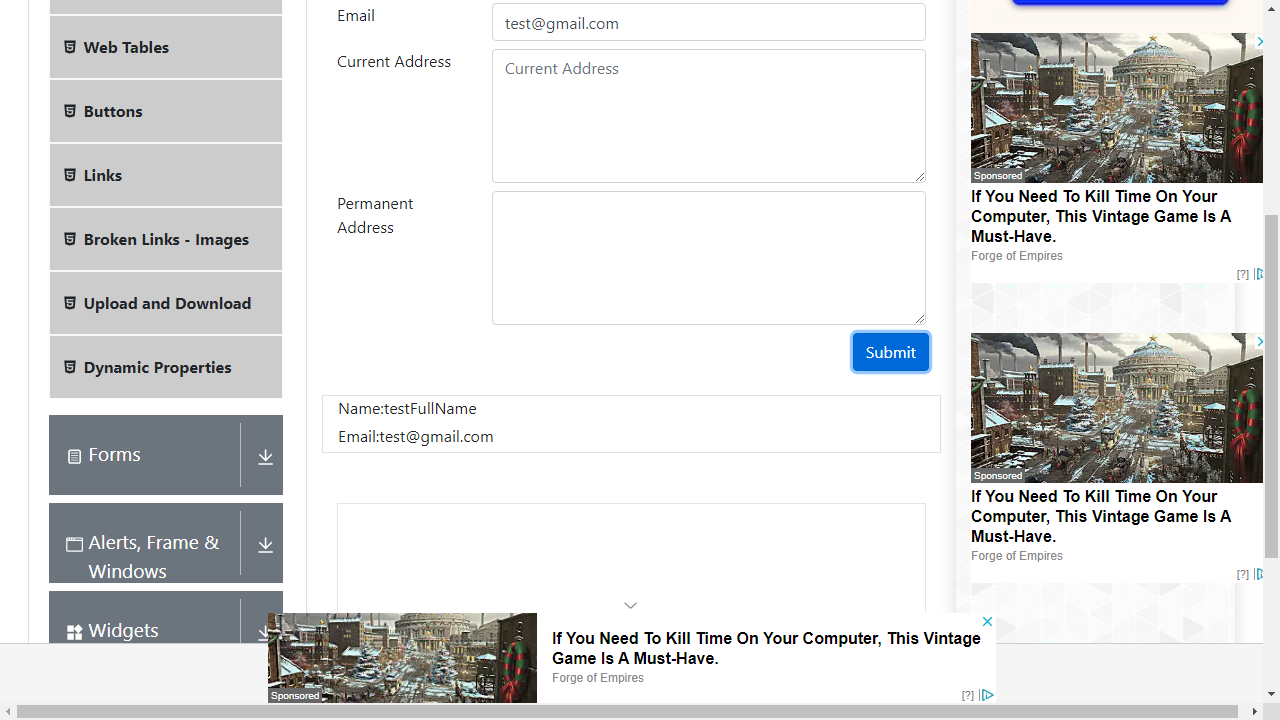 Email
test@gmail.com
Web Tables
Current Address
Current Address
Buttons
Links
Sponsored
Permanent
Address
If You Need To Kill Time On Your
Computer, This Vintage Game Is A
Must-Have.
Forge of Empires
[?]
Broken Links - Images
Upload and Download
Submit
Dynamic Properties
Name:testFullName
Email:test@gmail.com
Forms
Sponsored
If You Need To Kill Time On Your
Computer, This Vintage Game Is A
Must-Have.
Forge of Empires
[?]
Alerts, Frame &
Windows
Widgets
If You Need To Kill Time On Your Computer, This Vintage
Game Is A Must-Have.
Forge of Empires
Sponsored
[?]